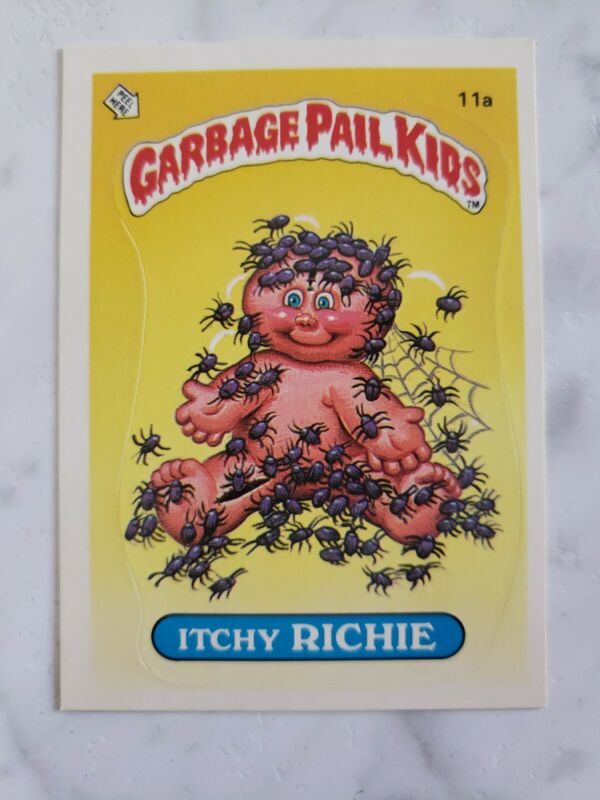 PEEL
HERE
11a
GARBAGE PAIL KIDS
TM
ITCHY RICHIE